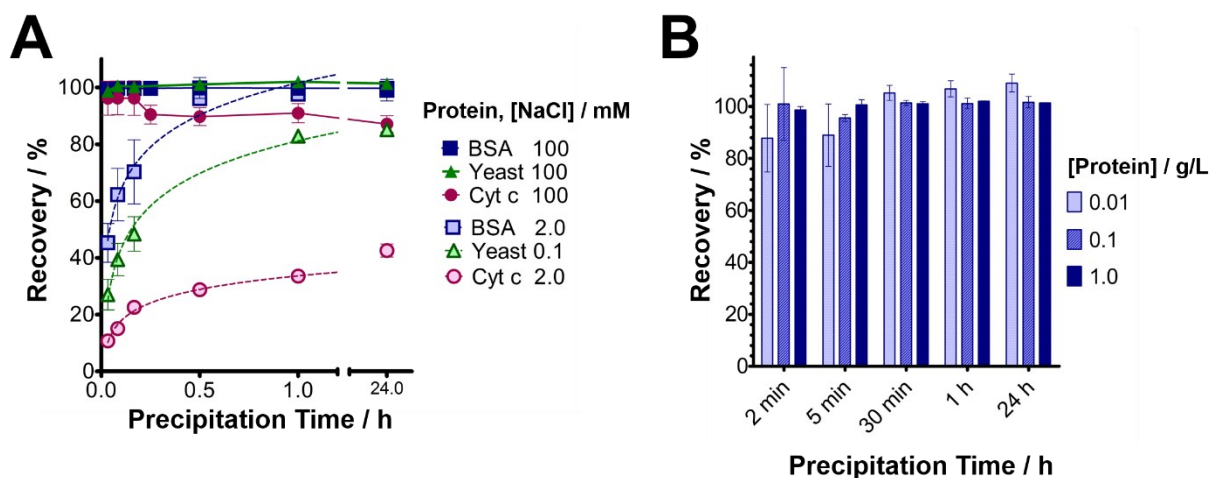 A
Recovery / %
100
80
60
40
20
0
0.0
0.5
1.0
24.0
Precipitation Time / h
Protein, [NaCl] / mM
BSA 100
Yeast 100
Cyt c 100
BSA 2.0
Yeast 0.1
Cyt c 2.0
B
Recovery / %
100
80
60
40
20
0
2 min
5 min
30 min
1 h
24 h
Precipitation Time / h
[Protein] / g/L
0.01
0.1
1.0